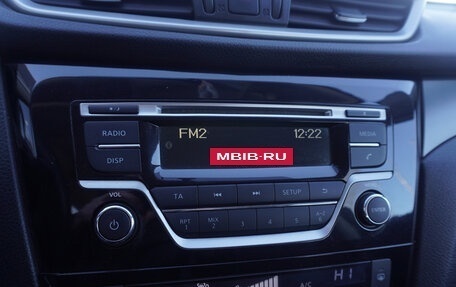 FM2 12:22
MBIB-RU
RADIO
MEDIA
DISP
VOL
TA
SETUP
RPT 1
MIX 2
3
4
5
A-Z 6
ENTER
HI
A/C